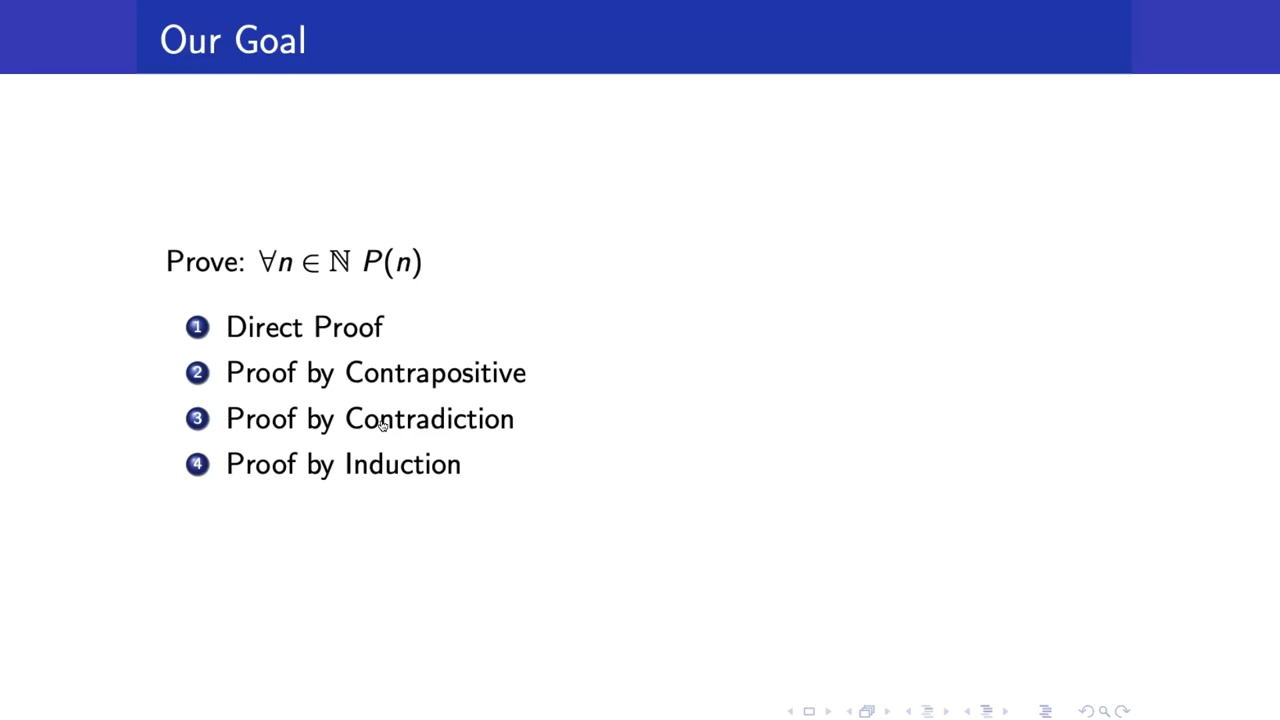 Our Goal
Prove: ∀n ∈ ℕ P(n)
1 Direct Proof
2 Proof by Contrapositive
3 Proof by Contradiction
4 Proof by Induction